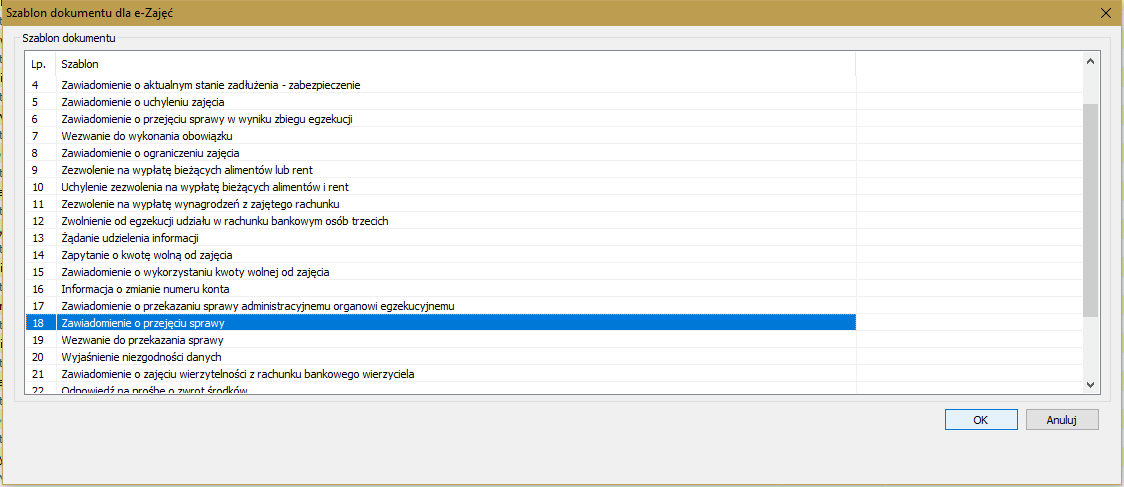 Szablon dokumentu dla e-Zajęć
Szablon dokumentu
Lp. Szablon
4 Zawiadomienie o aktualnym stanie zadłużenia - zabezpieczenie
5 Zawiadomienie o uchyleniu zajęcia
6 Zawiadomienie o przejęciu sprawy w wyniku zbiegu egzekucji
7 Wezwanie do wykonania obowiązku
8 Zawiadomienie o ograniczeniu zajęcia
9 Zezwolenie na wypłatę bieżących alimentów lub rent
10 Uchylenie zezwolenia na wypłatę bieżących alimentów i rent
11 Zezwolenie na wypłatę wynagrodzeń z zajętego rachunku
12 Zwolnienie od egzekucji udziału w rachunku bankowym osób trzecich
13 Żądanie udzielenia informacji
14 Zapytanie o kwotę wolną od zajęcia
15 Zawiadomienie o wykorzystaniu kwoty wolnej od zajęcia
16 Informacja o zmianie numeru konta
17 Zawiadomienie o przekazaniu sprawy administracyjnemu organowi egzekucyjnemu
18 Zawiadomienie o przejęciu sprawy
19 Wezwanie do przekazania sprawy
20 Wyjaśnienie niezgodności danych
21 Zawiadomienie o zajęciu wierzytelności z rachunku bankowego wierzyciela
22 Odpowiedź na prośbę o zwrot środków
OK Anuluj